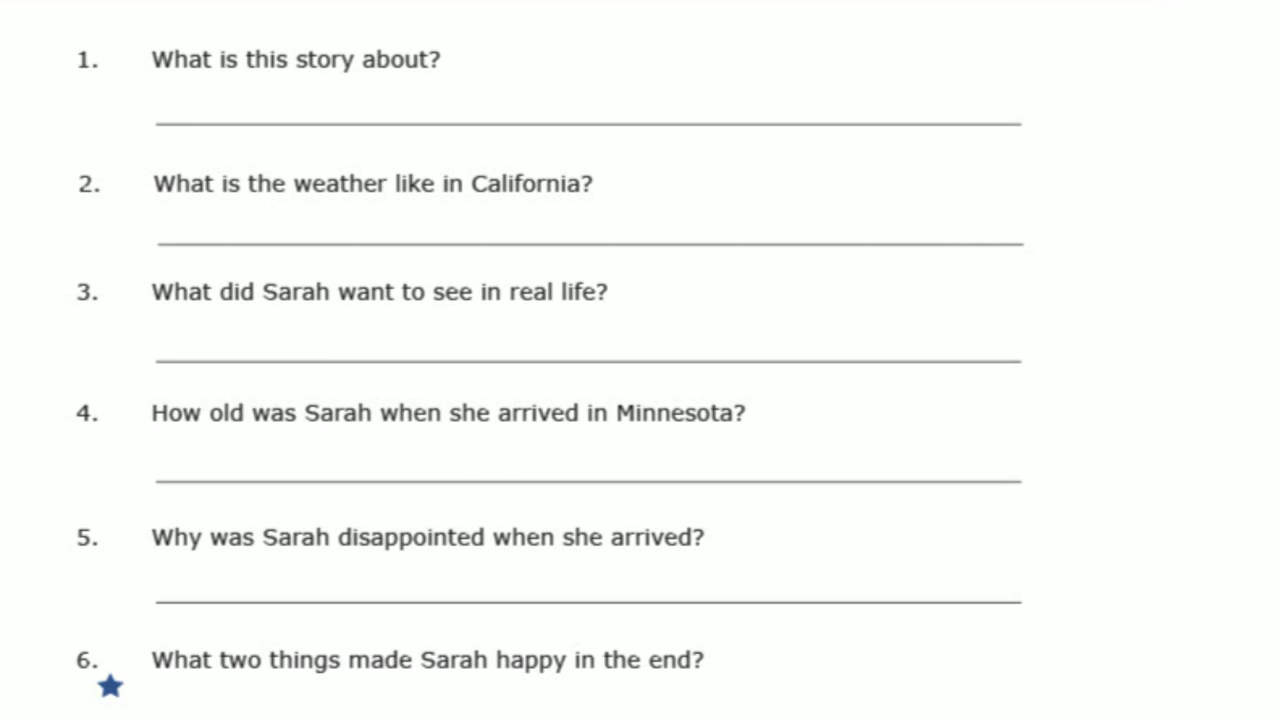 1. What is this story about?
2. What is the weather like in California?
3. What did Sarah want to see in real life?
4. How old was Sarah when she arrived in Minnesota?
5. Why was Sarah disappointed when she arrived?
6. What two things made Sarah happy in the end?